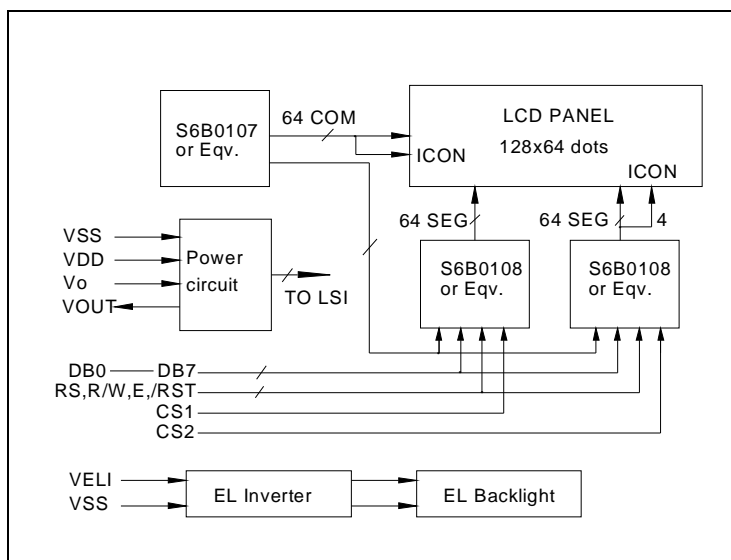 S6B0107
or Eqv.
64 COM
LCD PANEL
128x64 dots
ICON
ICON
64 SEG
64 SEG
4
VSS
VDD
Vo
VOUT
Power
circuit
TO LSI
S6B0108
or Eqv.
S6B0108
or Eqv.
DB0 DB7
RS,R/W,E,/RST
CS1
CS2
VELI
VSS
EL Inverter
EL Backlight